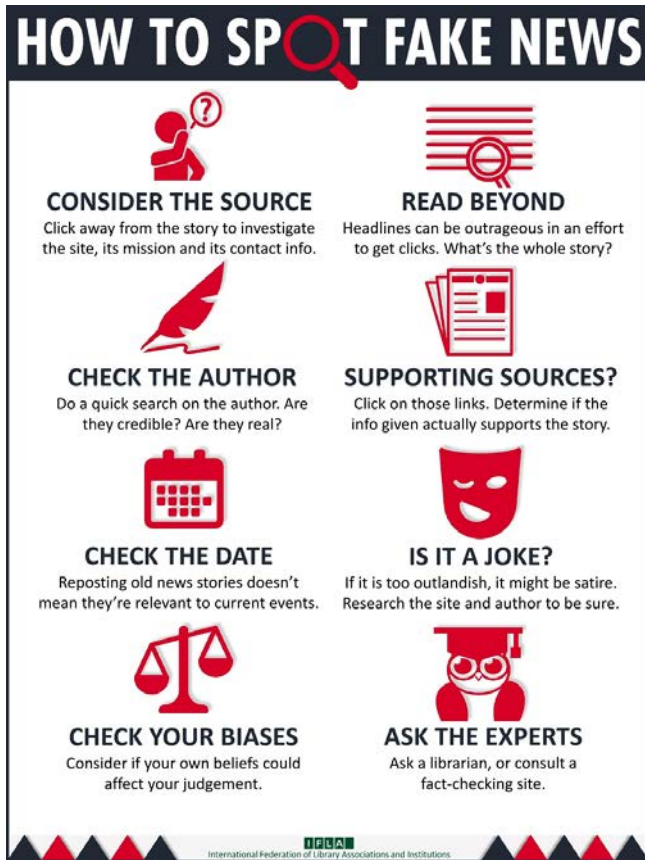 HOW TO SPOT FAKE NEWS
?
CONSIDER THE SOURCE
Click away from the story to investigate
the site, its mission and its contact info.
READ BEYOND
Headlines can be outrageous in an effort
to get clicks. What's the whole story?
CHECK THE AUTHOR
Do a quick search on the author. Are
they credible? Are they real?
SUPPORTING SOURCES?
Click on those links. Determine if the
info given actually supports the story.
CHECK THE DATE
Reposting old news stories doesn't
mean they're relevant to current events.
IS IT A JOKE?
If it is too outlandish, it might be satire.
Research the site and author to be sure.
CHECK YOUR BIASES
Consider if your own beliefs could
affect your judgement.
ASK THE EXPERTS
Ask a librarian, or consult a
fact-checking site.
IFLA
International Federation of Library Associations and Institutions